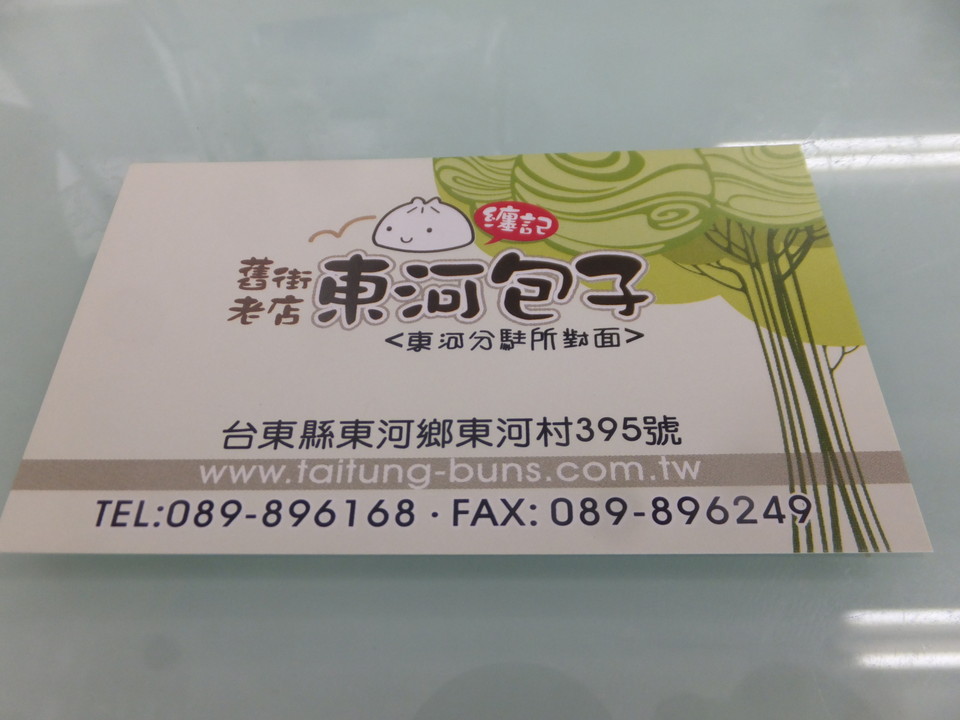 纏記
舊街
老店
東河包子
<東河分駐所對面>
台東縣東河鄉東河村395號
www.taitung-buns.com.tw
TEL:089-896168 · FAX: 089-896249